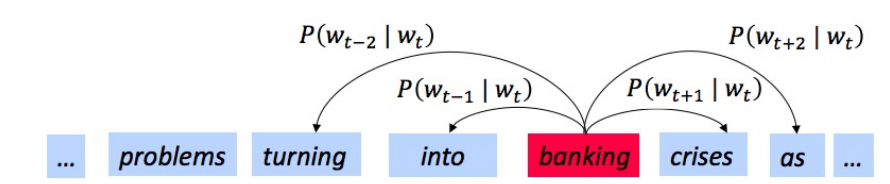 P(w_{t−2} | w_t) P(w_{t+2} | w_t)
P(w_{t−1} | w_t) P(w_{t+1} | w_t)
... problems turning into banking crises as ...